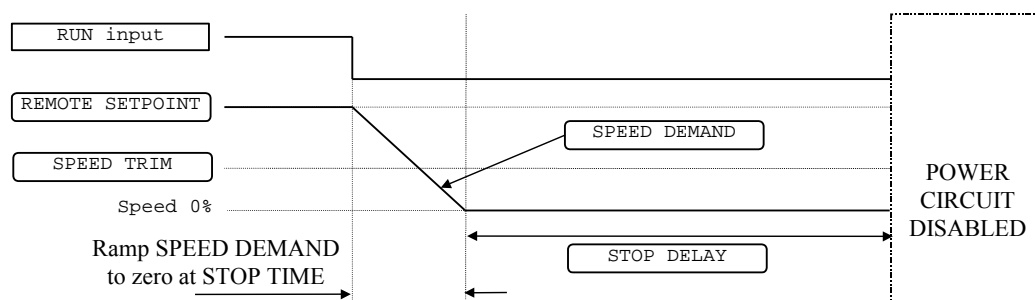 RUN input
REMOTE SETPOINT
SPEED DEMAND
SPEED TRIM
POWER
CIRCUIT
DISABLED
Speed 0%
Ramp SPEED DEMAND
to zero at STOP TIME
STOP DELAY